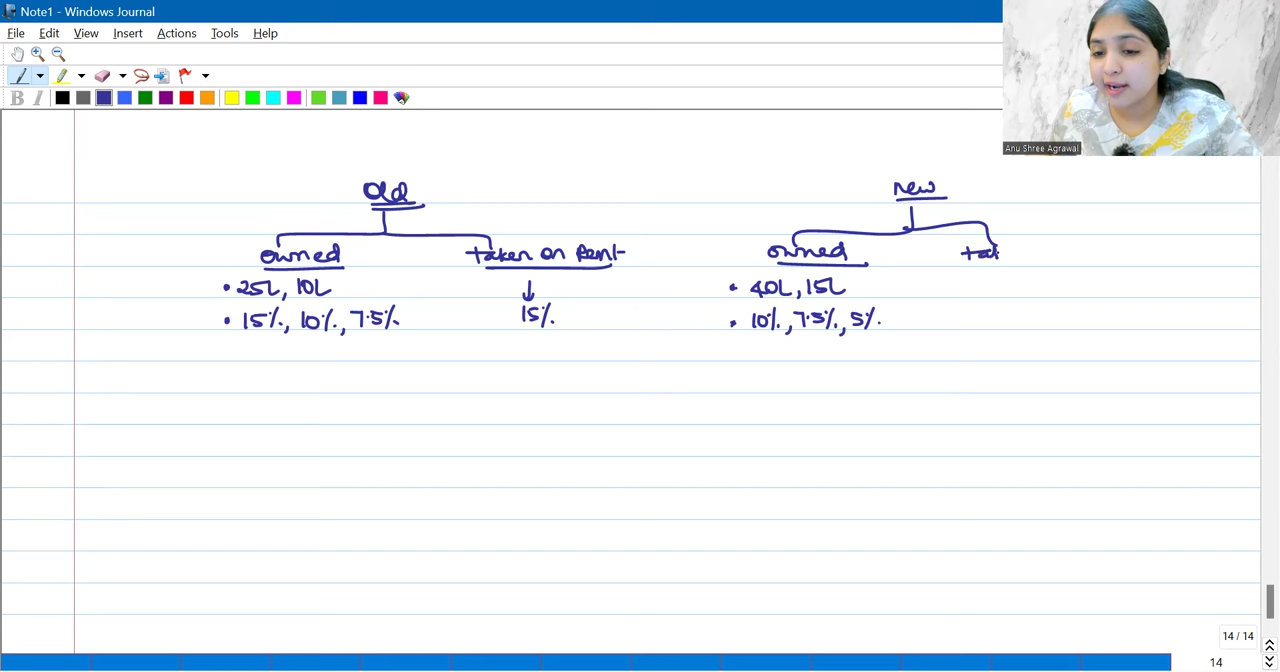 Note1 - Windows Journal
File Edit View Insert Actions Tools Help
B I
Anu Shree Agrawal
Old
owned
taken on Rent
• 25L, 10L
• 15%, 10%, 7.5%
15%
new
owned
tak
• 40L, 15L
• 10%, 7.5%, 5%
14 / 14
14